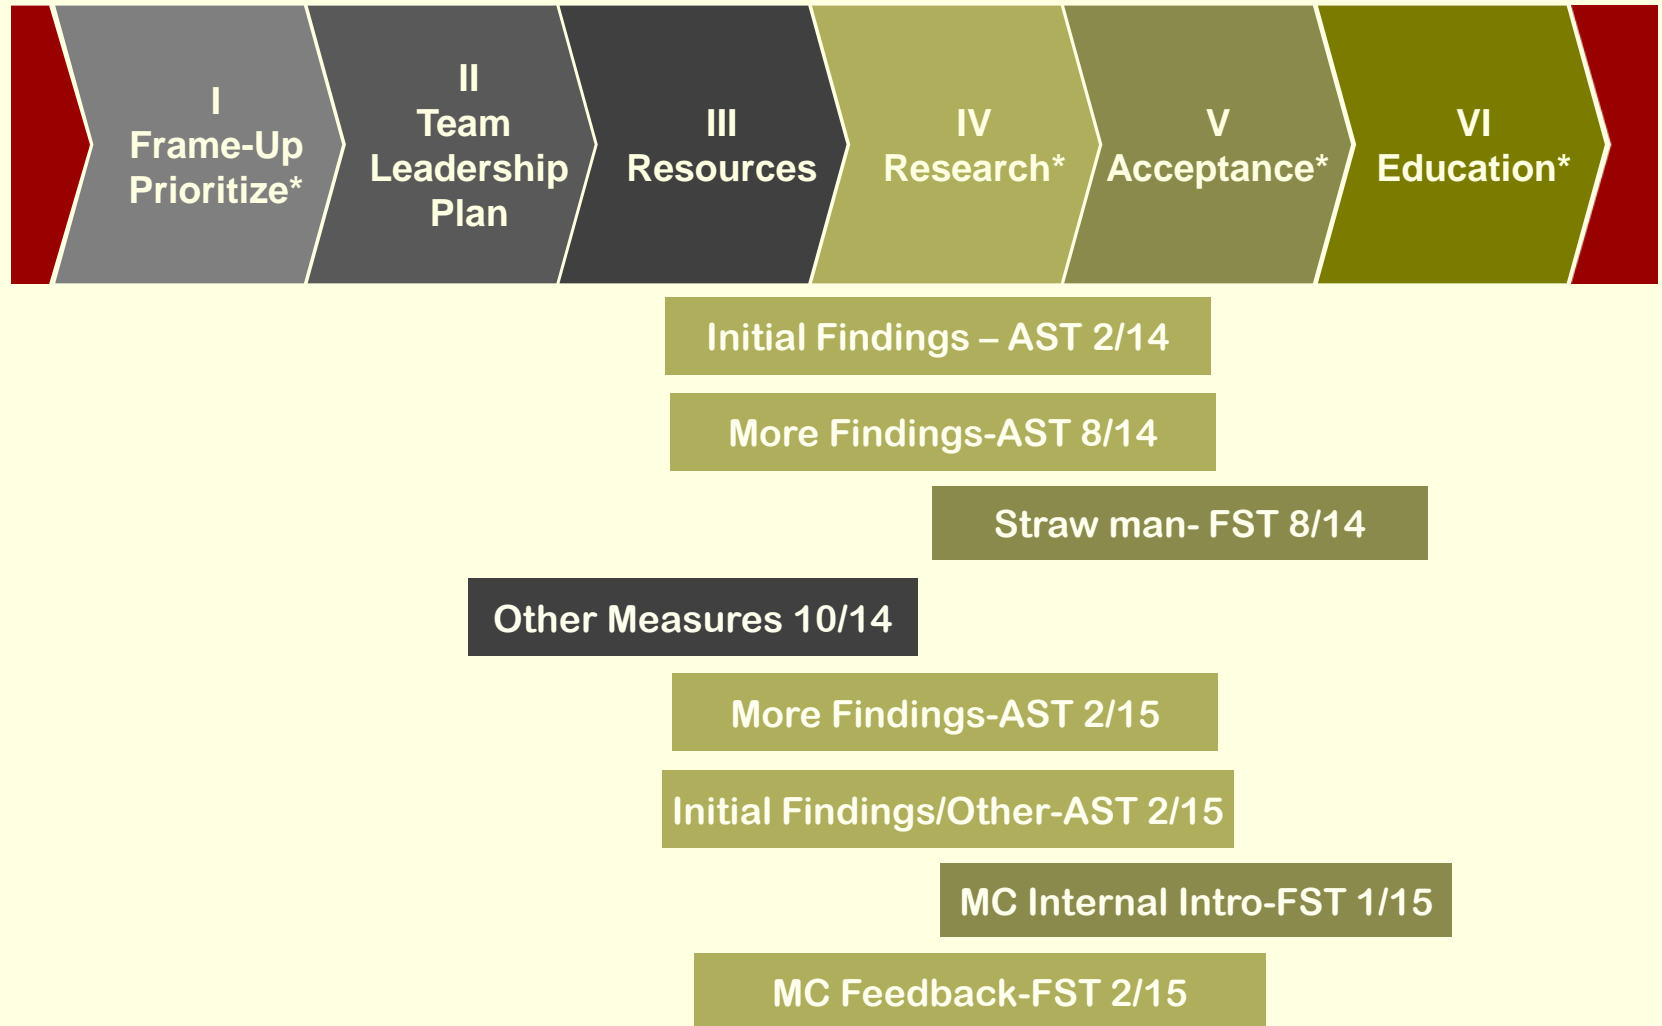 I
Frame-Up
Prioritize*
II
Team
Leadership
Plan
III
Resources
IV
Research*
V
Acceptance*
VI
Education*
Initial Findings – AST 2/14
More Findings-AST 8/14
Straw man- FST 8/14
Other Measures 10/14
More Findings-AST 2/15
Initial Findings/Other-AST 2/15
MC Internal Intro-FST 1/15
MC Feedback-FST 2/15